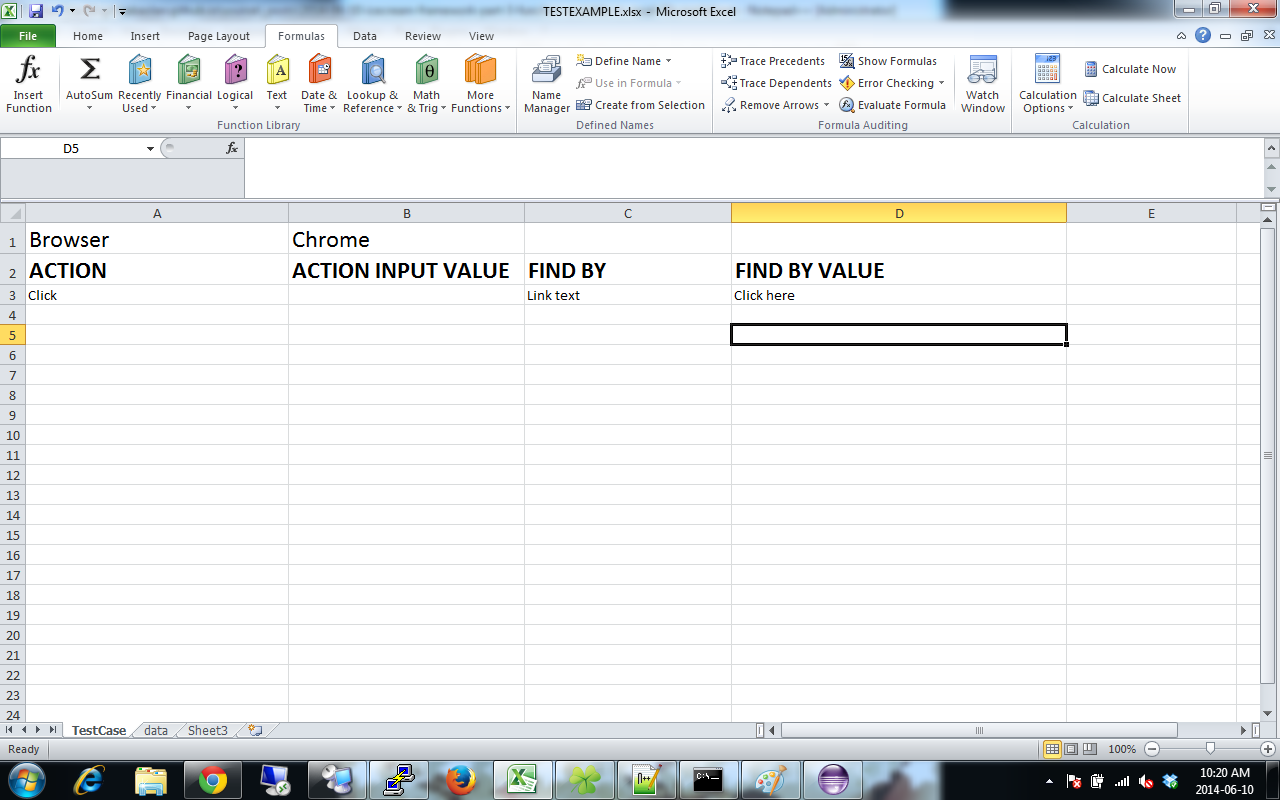 TESTEXAMPLE.xlsx - Microsoft Excel
File Home Insert Page Layout Formulas Data Review View
Insert Function
AutoSum
Recently Used
Financial
Logical
Text
Date & Time
Lookup & Reference
Math & Trig
More Functions
Function Library
Name Manager
Define Name
Use in Formula
Create from Selection
Defined Names
Trace Precedents
Trace Dependents
Remove Arrows
Show Formulas
Error Checking
Evaluate Formula
Formula Auditing
Watch Window
Calculation Options
Calculate Now
Calculate Sheet
Calculation
D5 fx
A B C D E
1 Browser Chrome
2 ACTION ACTION INPUT VALUE FIND BY FIND BY VALUE
3 Click Link text Click here
4
5
6
7
8
9
10
11
12
13
14
15
16
17
18
19
20
21
22
23
24
TestCase data Sheet3
Ready 100%
10:20 AM
2014-06-10